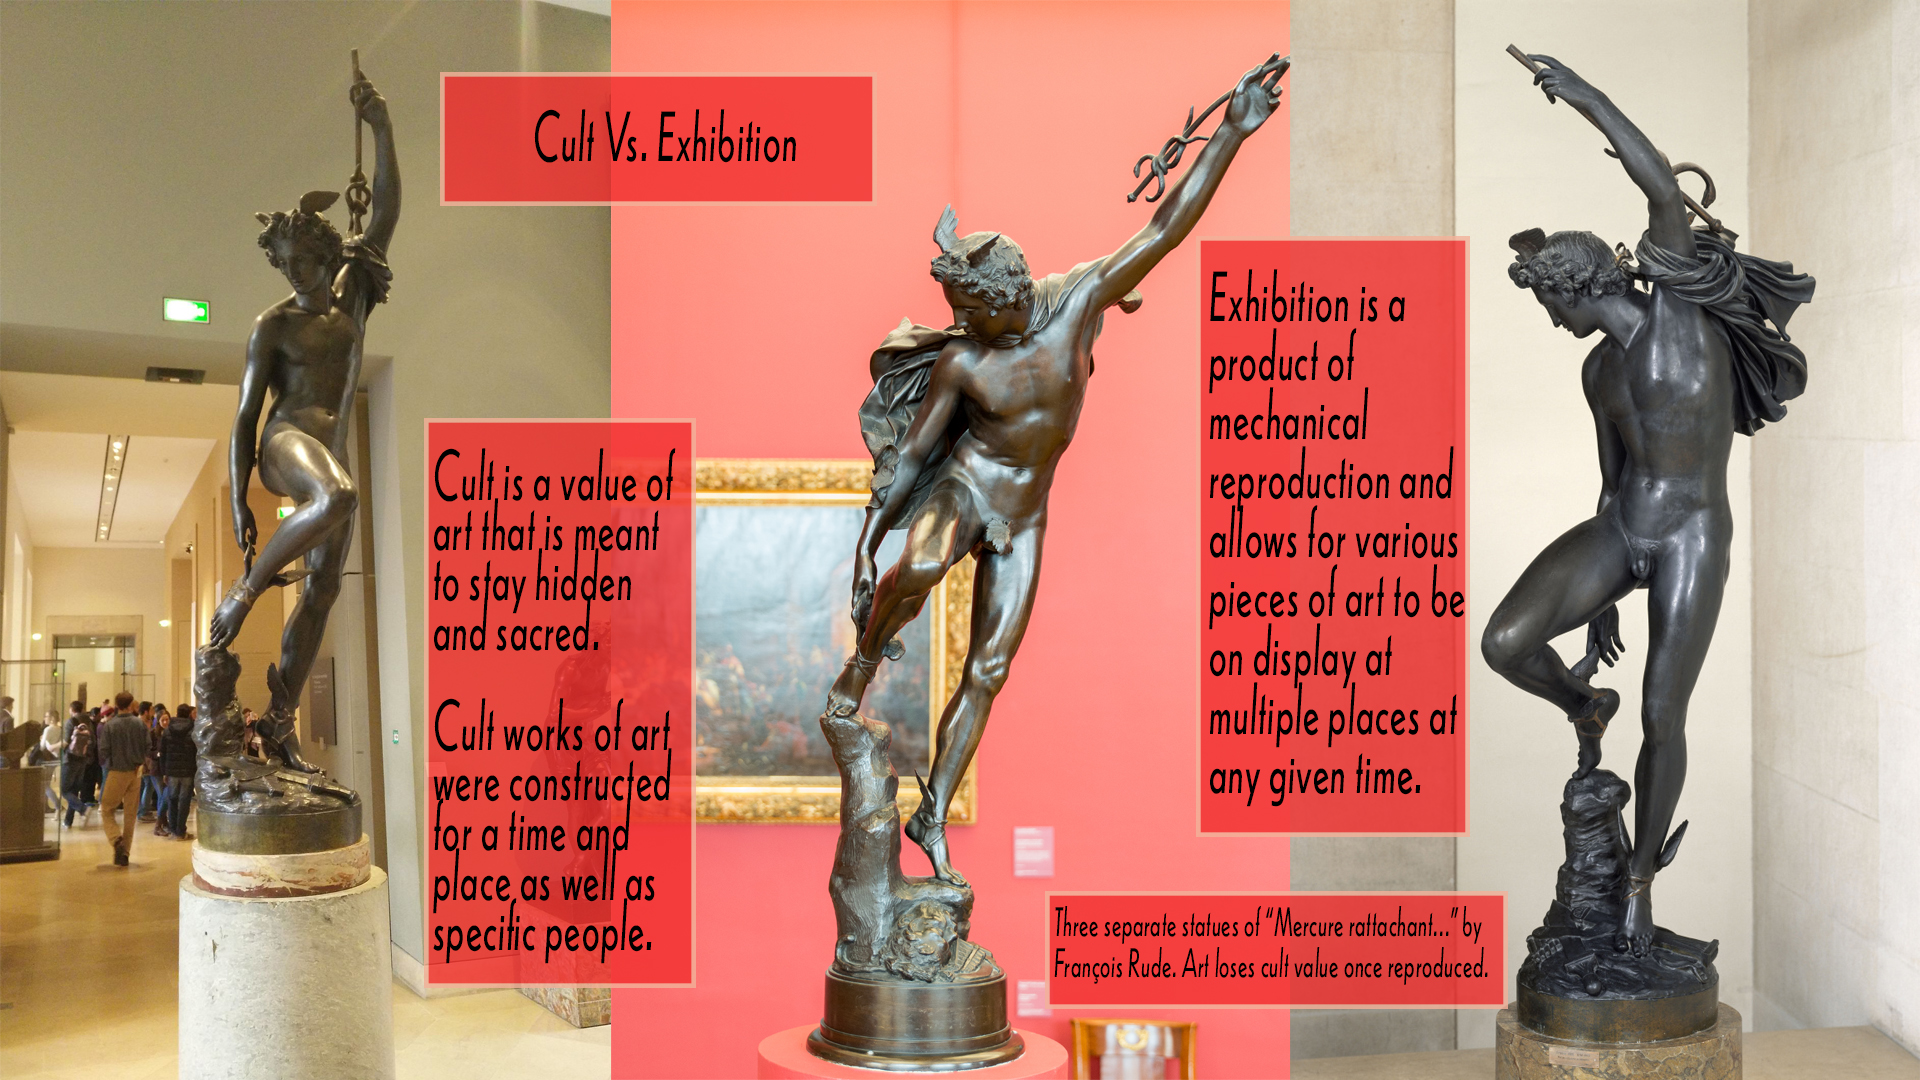 Cult Vs. Exhibition
Cult is a value of
art that is meant
to stay hidden
and sacred.
Cult works of art
were constructed
for a time and
place as well as
specific people.
Exhibition is a
product of
mechanical
reproduction and
allows for various
pieces of art to be
on display at
multiple places at
any given time.
Three separate statues of “Mercure rattachant...” by
François Rude. Art loses cult value once reproduced.